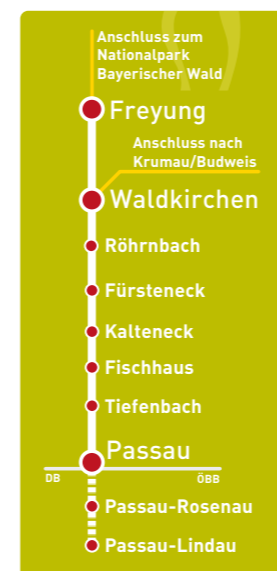 Anschluss zum
Nationalpark
Bayerischer Wald
Freyung
Anschluss nach
Krumau/Budweis
Waldkirchen
Röhrnbach
Fürsteneck
Kalteneck
Fischhaus
Tiefenbach
Passau
DB ÖBB
Passau-Rosenau
Passau-Lindau